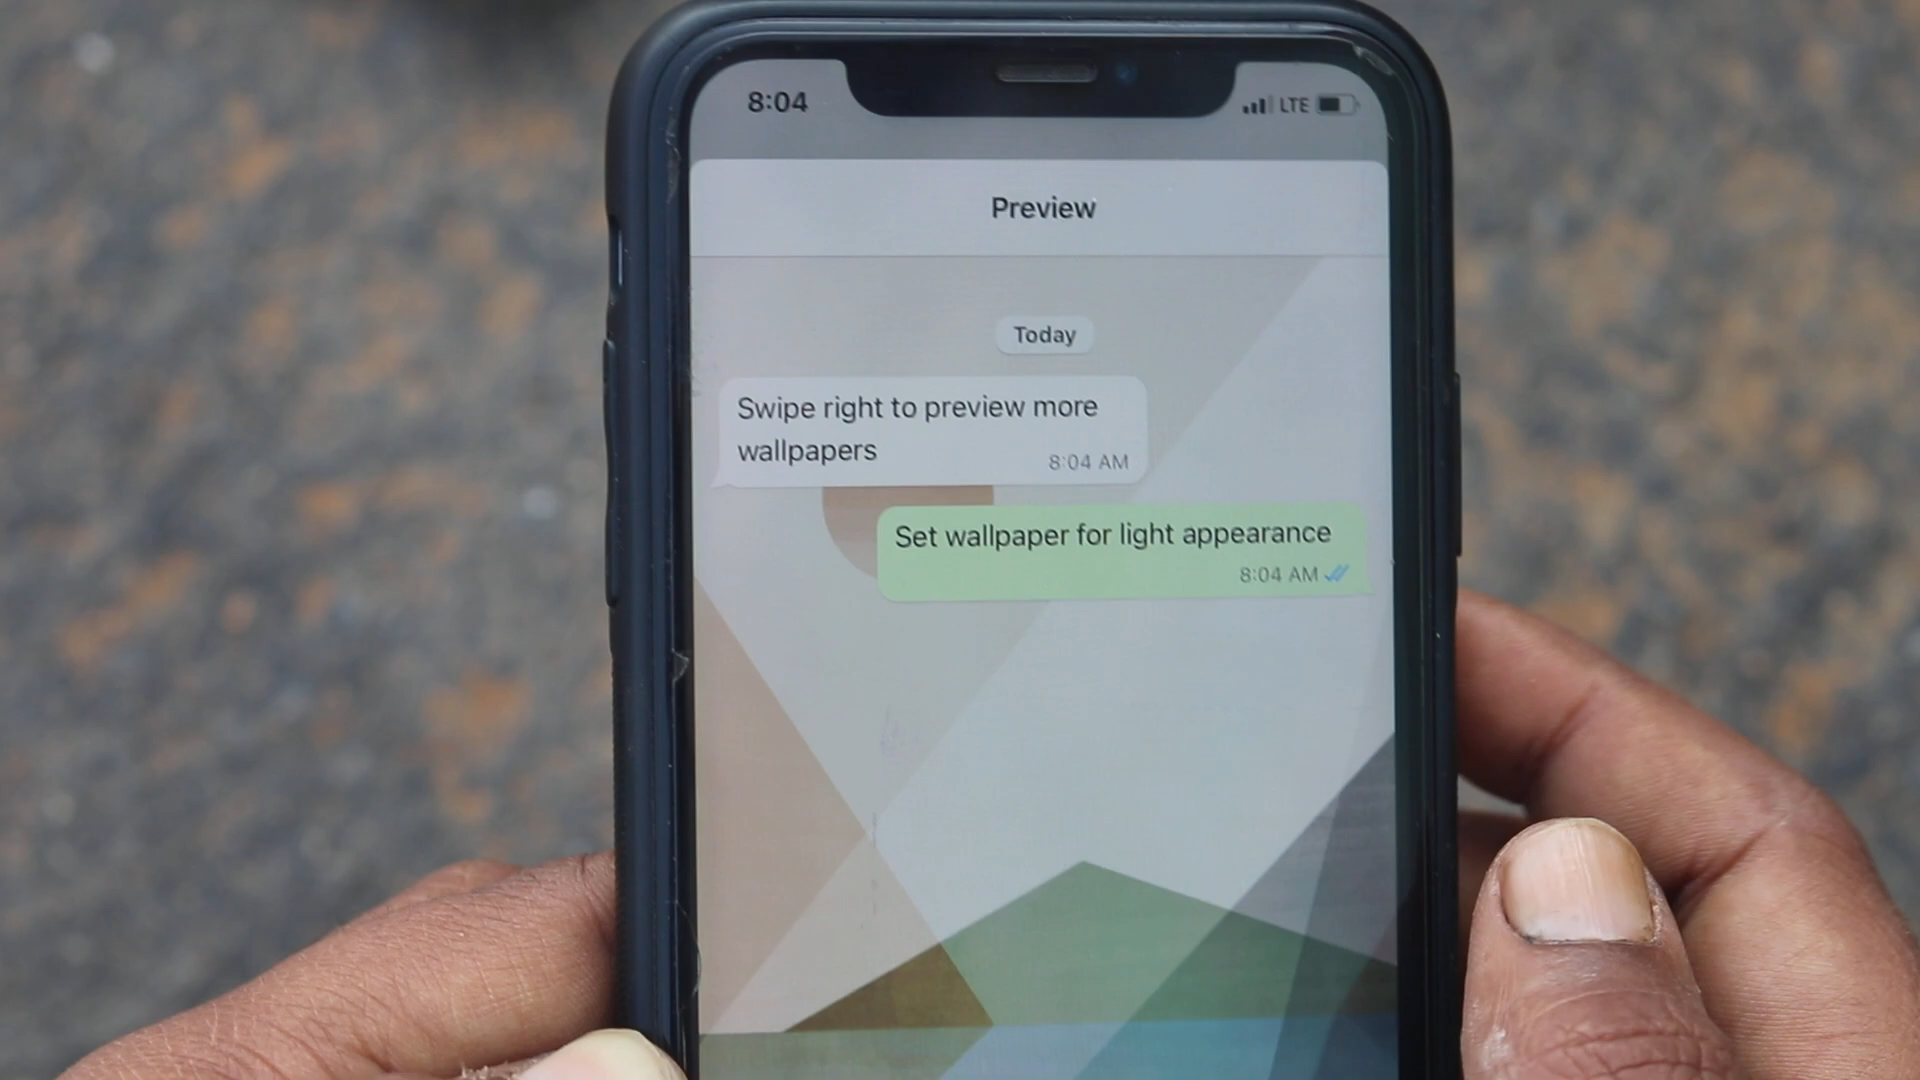 8:04
LTE
Preview
Today
Swipe right to preview more
wallpapers
8:04 AM
Set wallpaper for light appearance
8:04 AM